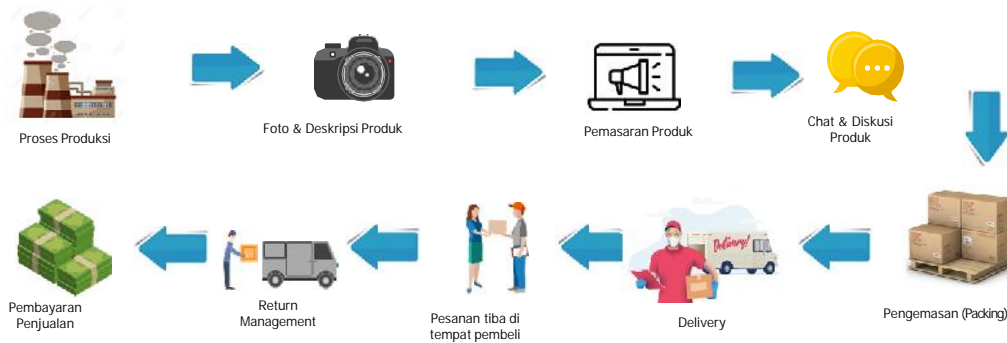 Proses Produksi
Foto & Deskripsi Produk
Pemasaran Produk
Chat & Diskusi
Produk
Pengemasan (Packing)
Delivery!
Delivery
Pesanan tiba di
tempat pembeli
Return
Management
Pembayaran
Penjualan